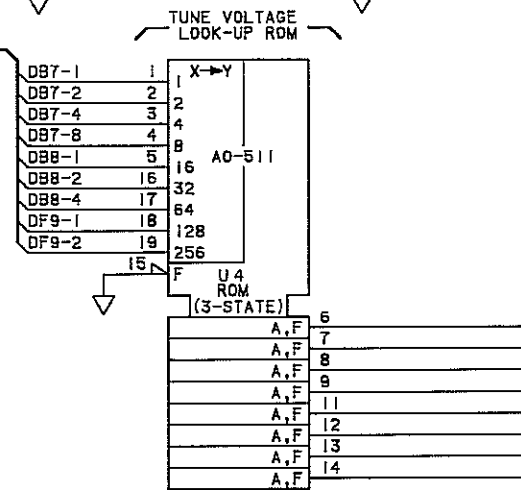 TUNE VOLTAGE
LOOK-UP ROM
X→Y
DB7-1 1 1
DB7-2 2 2
DB7-4 3 4
DB7-8 4 8
DB8-1 5 16
DB8-2 16 32
DB8-4 17 64
DF9-1 18 128
DF9-2 19 256
A0-511
15 F
U4
ROM
(3-STATE)
A,F 6
A,F 7
A,F 8
A,F 9
A,F 11
A,F 12
A,F 13
A,F 14